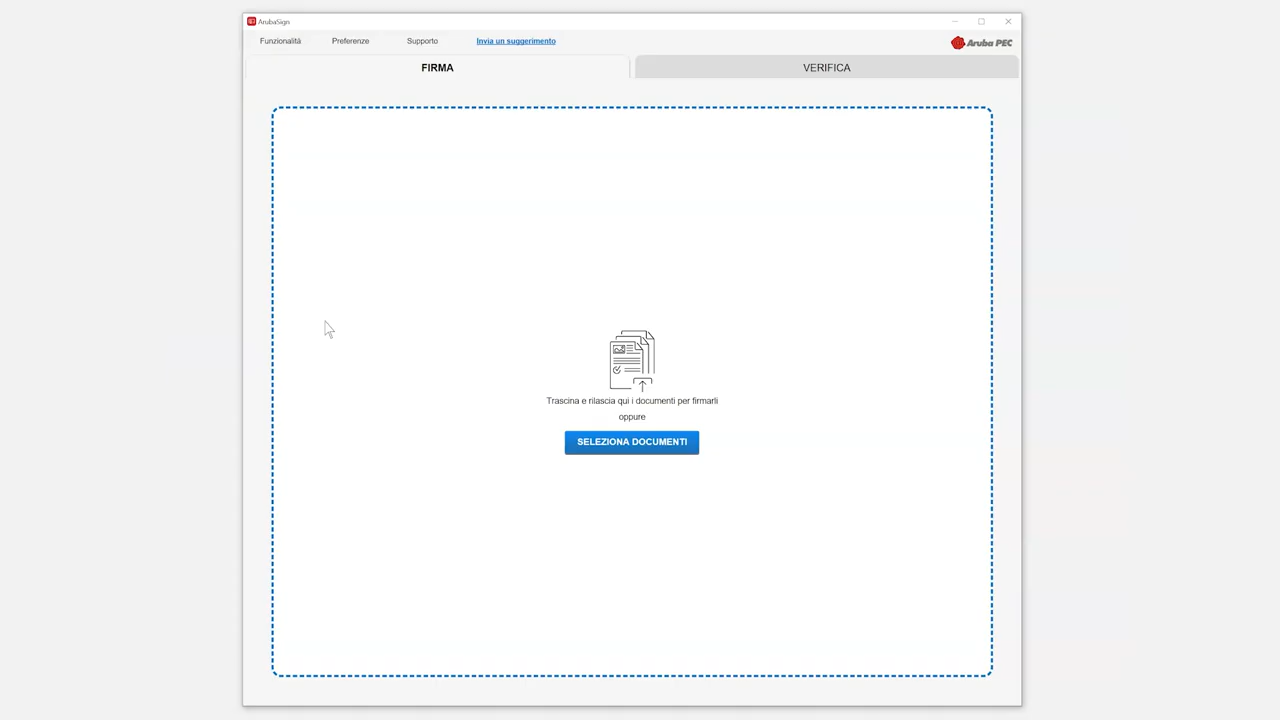 ArubaSign
Funzionalità Preferenze Supporto Invia un suggerimento
Aruba PEC
FIRMA VERIFICA
Trascina e rilascia qui i documenti per firmarli
oppure
SELEZIONA DOCUMENTI